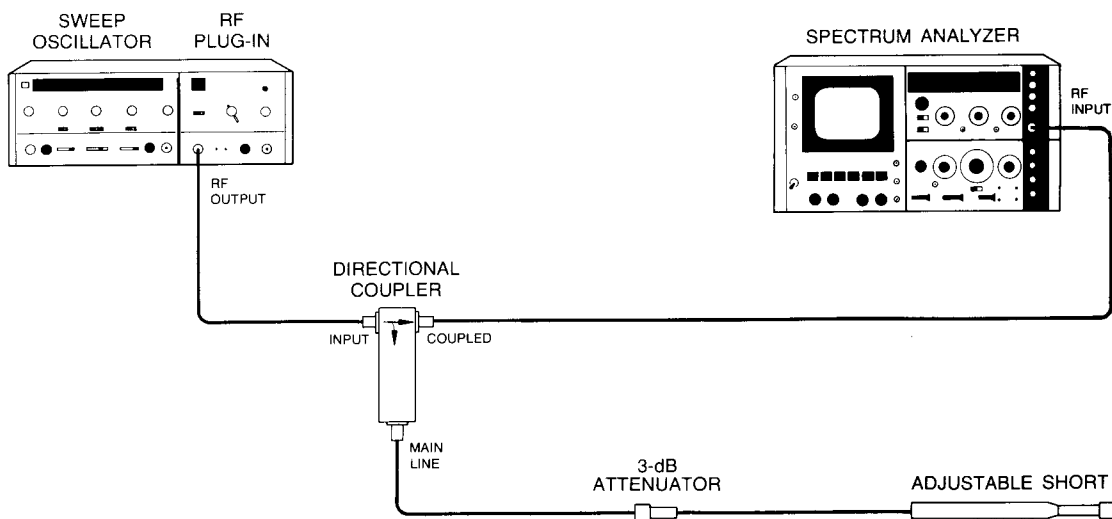 SWEEP
OSCILLATOR
RF
PLUG-IN
SPECTRUM ANALYZER
RF
INPUT
RF
OUTPUT
DIRECTIONAL
COUPLER
INPUT
COUPLED
MAIN
LINE
3-dB
ATTENUATOR
ADJUSTABLE SHORT